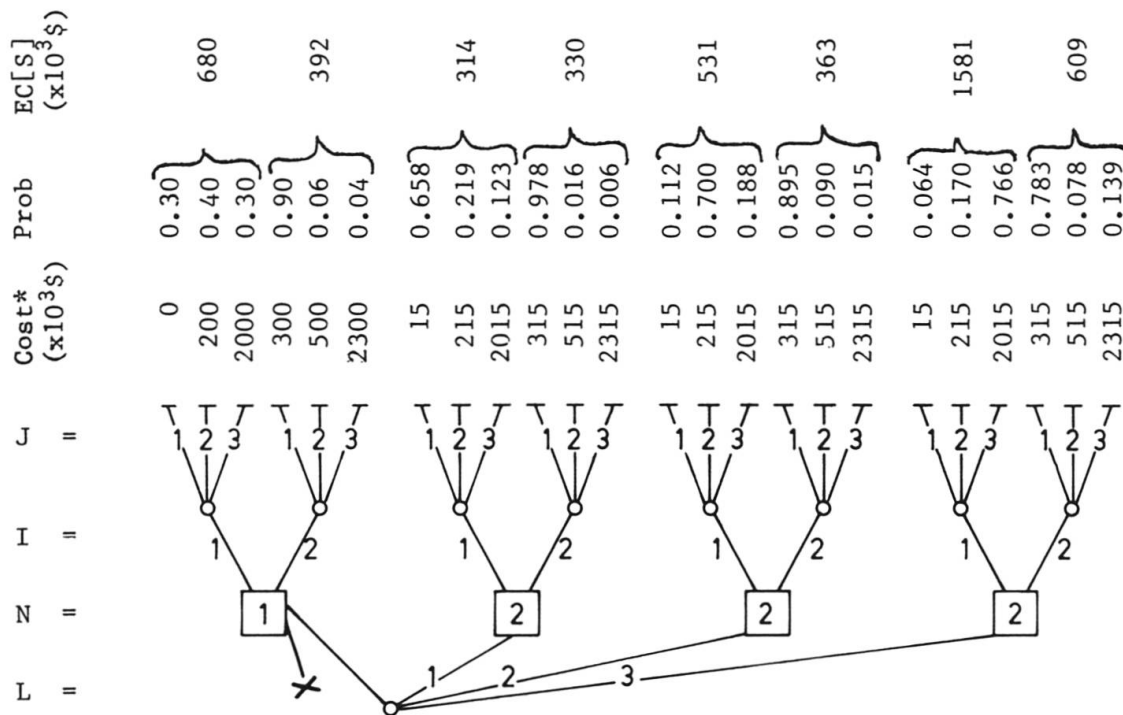 EC[S] 680 392 314 330 531 363 1581 609
(x10³$)
Prob 0.30 0.40 0.30 0.90 0.06 0.04 0.658 0.219 0.123 0.978 0.016 0.006 0.112 0.700 0.188 0.895 0.090 0.015 0.064 0.170 0.766 0.783 0.078 0.139
Cost* 0 200 2000 300 500 2300 15 215 2015 315 515 2315 15 215 2015 315 515 2315 15 215 2015 315 515 2315
(x10³$)
J = 1 2 3 1 2 3 1 2 3 1 2 3 1 2 3 1 2 3 1 2 3 1 2 3
I = 1 2 1 2 1 2 1 2
N = 1 2 2 2
L = 1 2 3